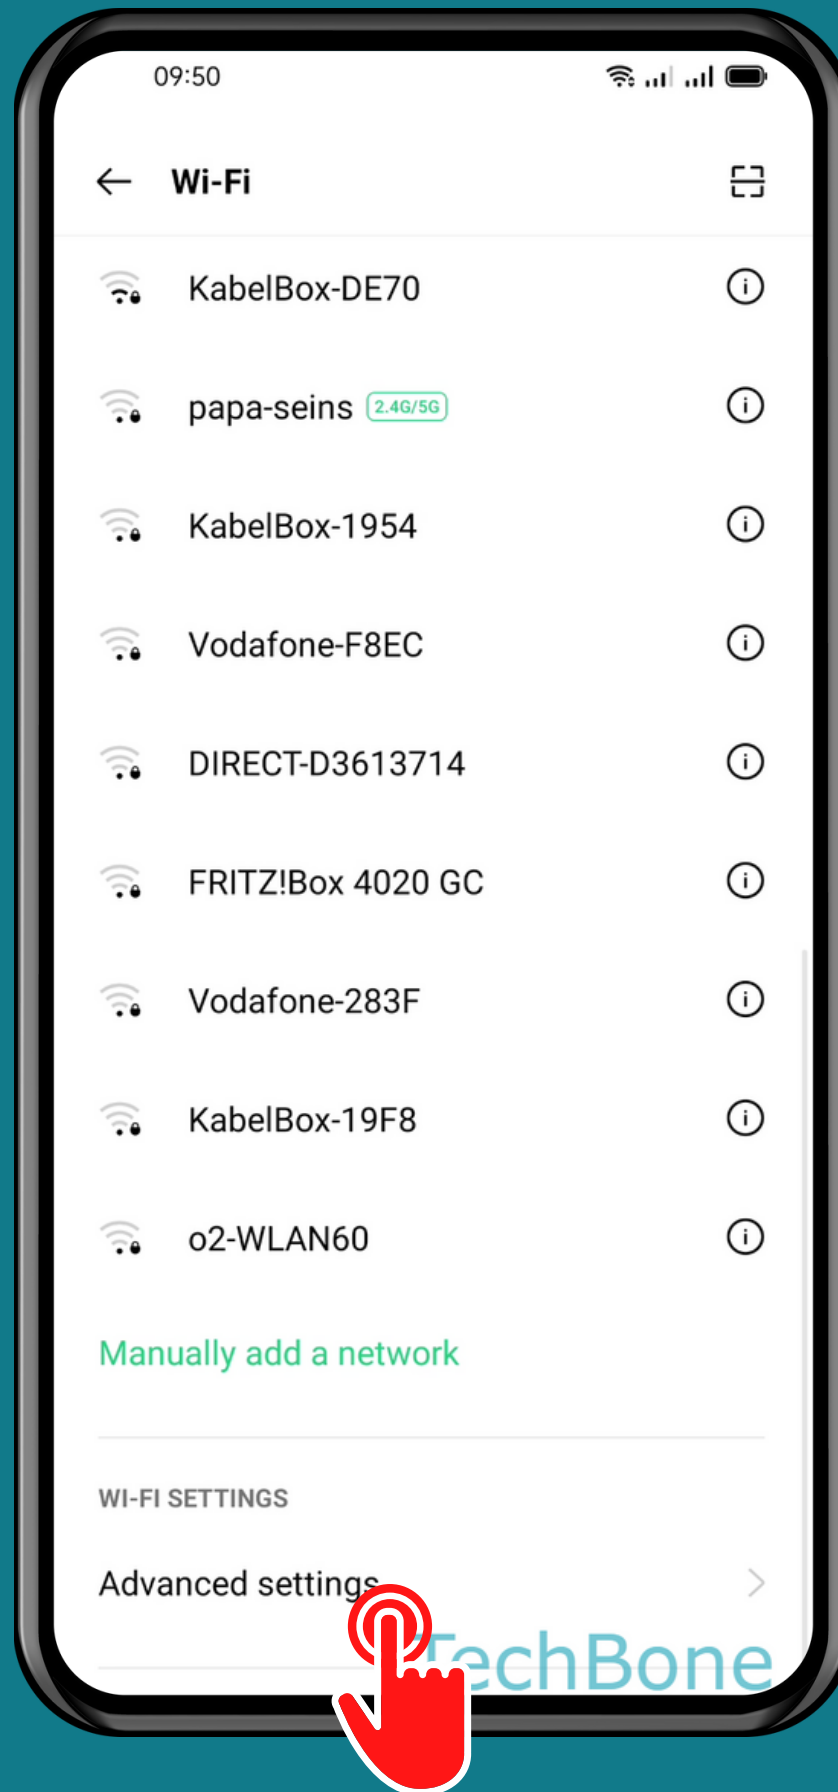 09:50
Wi-Fi
KabelBox-DE70
papa-seins 2.4G/5G
KabelBox-1954
Vodafone-F8EC
DIRECT-D3613714
FRITZ!Box 4020 GC
Vodafone-283F
KabelBox-19F8
o2-WLAN60
Manually add a network
WI-FI SETTINGS
Advanced settings
TechBone